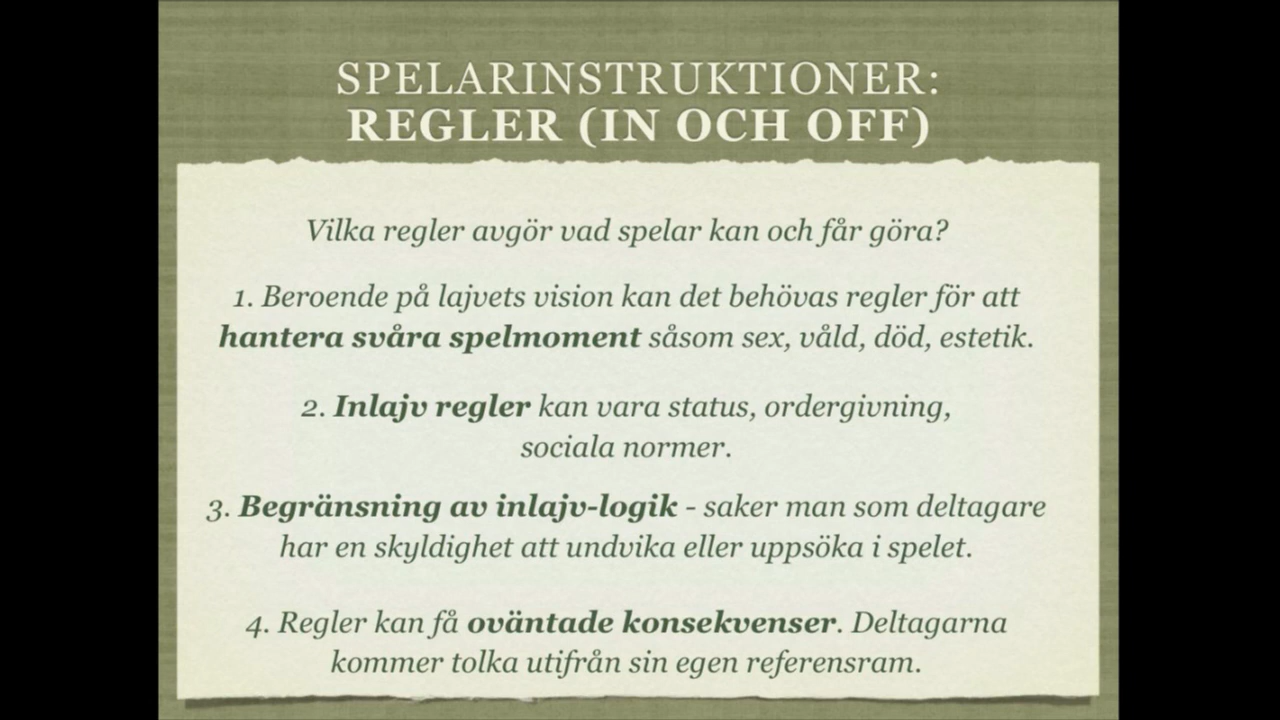 SPELARINSTRUKTIONER:
REGLER (IN OCH OFF)
Vilka regler avgör vad spelar kan och får göra?
1. Beroende på lajvets vision kan det behövas regler för att
hantera svåra spelmoment såsom sex, våld, död, estetik.
2. Inlajv regler kan vara status, ordergivning,
sociala normer.
3. Begränsning av inlajv-logik - saker man som deltagare
har en skyldighet att undvika eller uppsöka i spelet.
4. Regler kan få oväntade konsekvenser. Deltagarna
kommer tolka utifrån sin egen referensram.